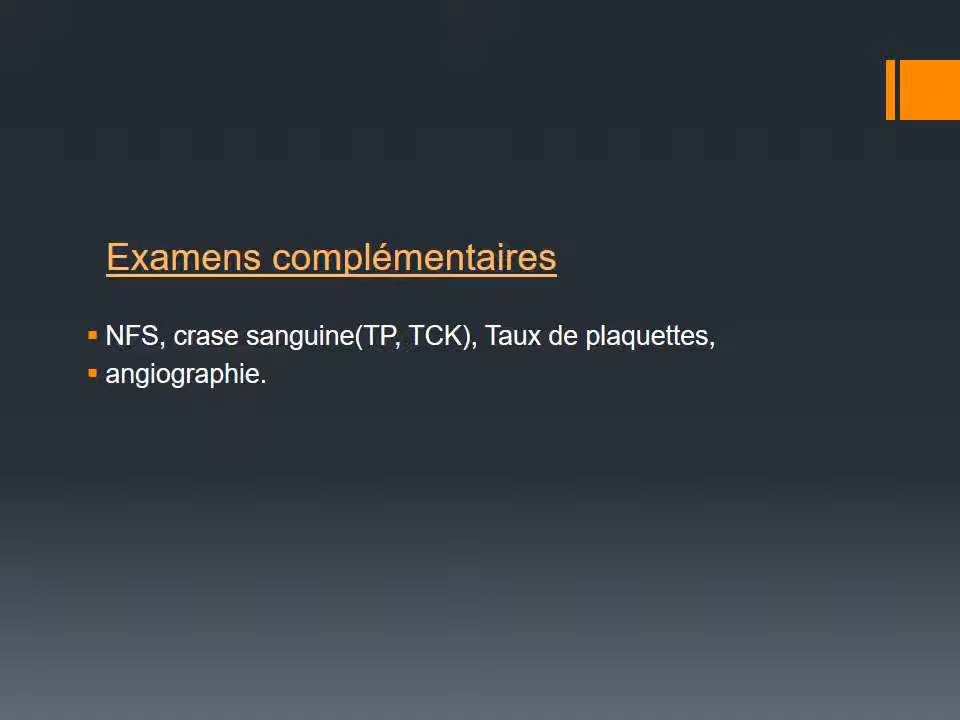 Examens complémentaires
NFS, crase sanguine(TP, TCK), Taux de plaquettes,
angiographie.